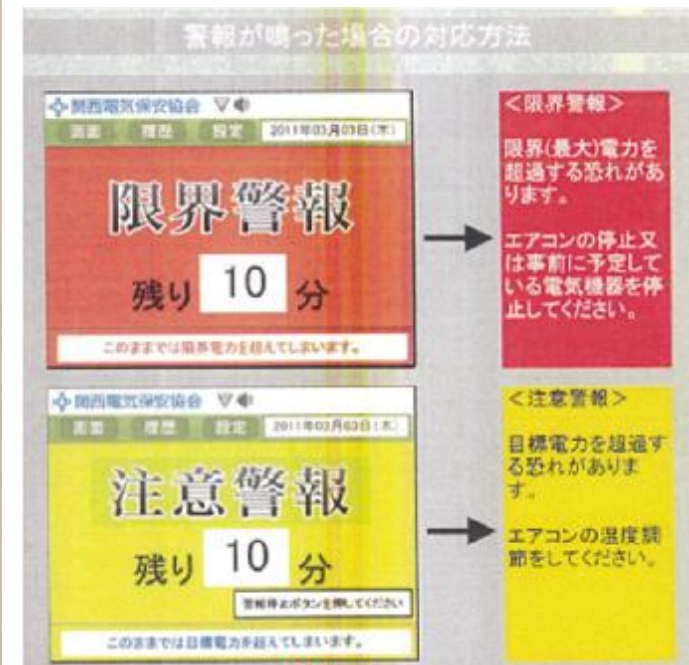 警報が鳴った場合の対応方法
関西電気保安協会
画面 履歴 設定 2011年03月03日(木)
限界警報
残り 10 分
このままでは限界電力を超えてしまいます。
＜限界警報＞
限界(最大)電力を
超過する恐れがあ
ります。
エアコンの停止又
は事前に予定して
いる電気機器を停
止してください。
関西電気保安協会
画面 履歴 設定 2011年03月03日(木)
注意警報
残り 10 分
警報停止ボタンを押してください
このままでは目標電力を超えてしまいます。
＜注意警報＞
目標電力を超過す
る恐れがありま
す。
エアコンの温度調
節をしてください。